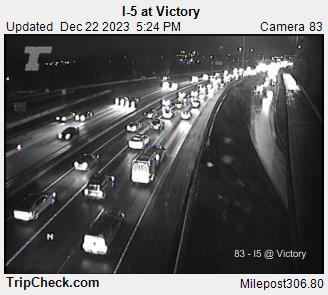 I-5 at Victory
Updated Dec 22 2023 5:24 PM Camera 83
T
N
83 - I5 @ Victory
TripCheck.com Milepost306.80